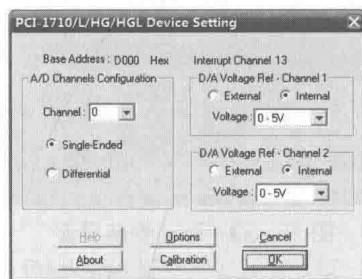 PCI-1710/L/HG/HGL Device Setting
Base Address : D000 Hex Interrupt Channel 13
A/D Channels Configuration
Channel : 0
Single-Ended
Differential
D/A Voltage Ref - Channel 1
External Internal
Voltage : 0 - 5V
D/A Voltage Ref - Channel 2
External Internal
Voltage : 0 - 5V
Help Options Cancel
About Calibration OK